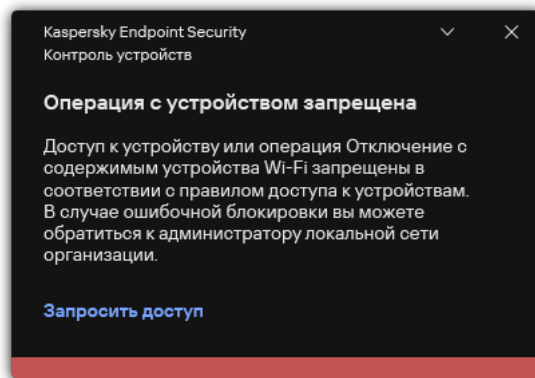 Kaspersky Endpoint Security
Контроль устройств
Операция с устройством запрещена
Доступ к устройству или операция Отключение с
содержимым устройства Wi-Fi запрещены в
соответствии с правилом доступа к устройствам.
В случае ошибочной блокировки вы можете
обратиться к администратору локальной сети
организации.
Запросить доступ